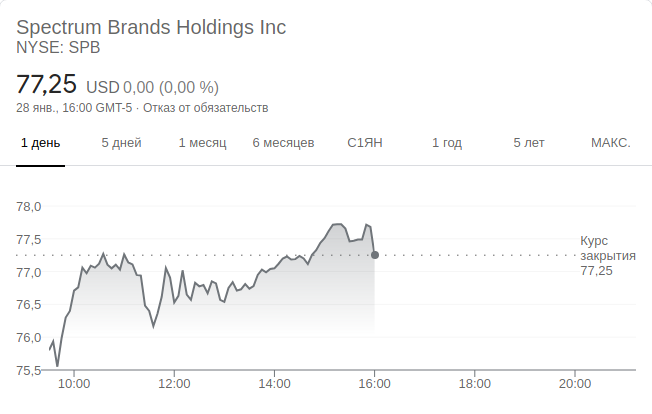 Spectrum Brands Holdings Inc
NYSE: SPB
77,25 USD 0,00 (0,00 %)
28 янв., 16:00 GMT-5 · Отказ от обязательств
1 день 5 дней 1 месяц 6 месяцев С1ЯН 1 год 5 лет МАКС.
78,0
77,5
Курс
закрытия
77,25
77,0
76,5
76,0
75,5
10:00 12:00 14:00 16:00 18:00 20:00